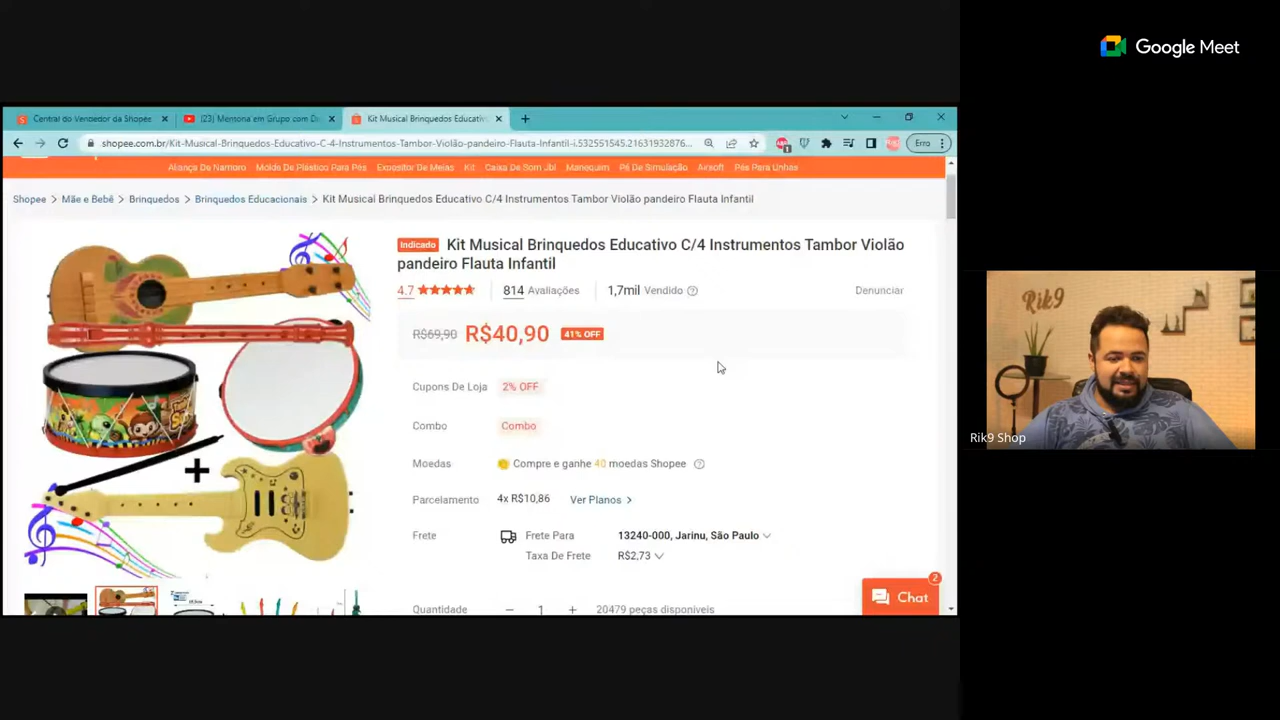 Google Meet
Central do Vendedor da Shopee
(23) Mentoria em Grupo com Di
Kit Musical Brinquedos Educativ
shopee.com.br/Kit-Musical-Brinquedos-Educativo-C-4-Instrumentos-Tambor-Violão-pandeiro-Flauta-Infantil-i.532551545.21631932876...
Erro
Aliança De Namoro Molde De Plástico Para Pés Expositor De Meias Kit Caixa De Som Jbl Manequim Pé De Simulação Airsoft Pés Para Unhas
Shopee > Mãe e Bebê > Brinquedos > Brinquedos Educacionais > Kit Musical Brinquedos Educativo C/4 Instrumentos Tambor Violão pandeiro Flauta Infantil
Indicado Kit Musical Brinquedos Educativo C/4 Instrumentos Tambor Violão
pandeiro Flauta Infantil
4.7 814 Avaliações 1,7mil Vendido Denunciar
R$69,90 R$40,90 41% OFF
Cupons De Loja 2% OFF
Combo Combo
Moedas Compre e ganhe 40 moedas Shopee
Parcelamento 4x R$10,86 Ver Planos >
Frete Frete Para 13240-000, Jarinu, São Paulo
Taxa De Frete R$2,73
Quantidade − 1 + 20479 peças disponíveis
Chat 2
+
Rik9
Rik9 Shop